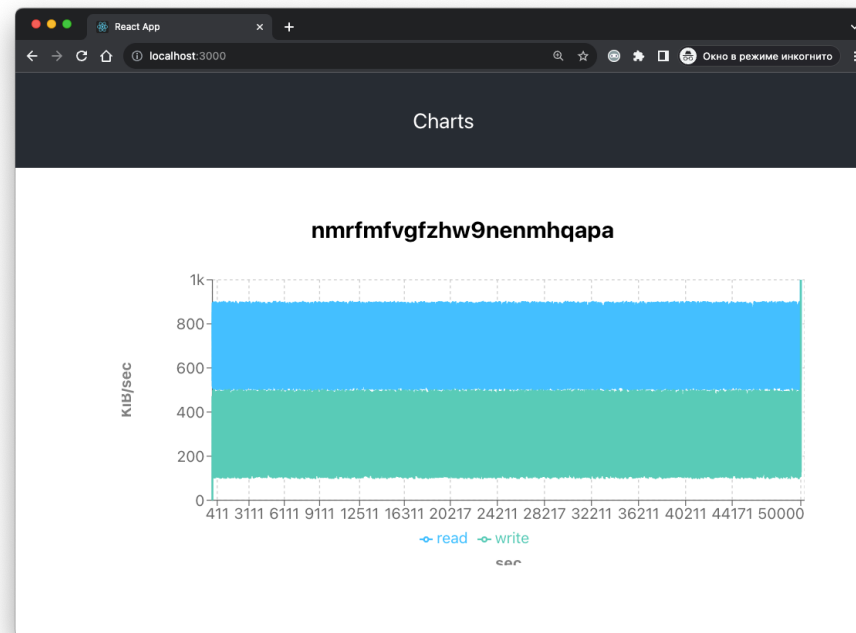 React App
localhost:3000
Окно в режиме инкогнито
Charts
nmrfmfvgfzhw9nenmhqapa
1k
800
600
400
200
0
KiB/sec
411 3111 6111 9111 12511 16311 20217 24211 28217 32211 36211 40211 44171 50000
read write
sec